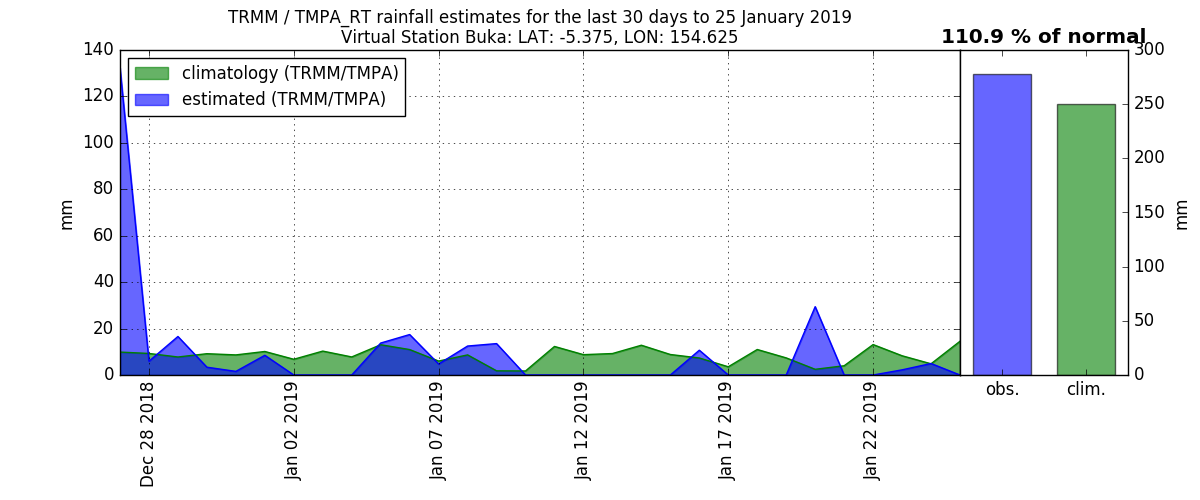 TRMM / TMPA_RT rainfall estimates for the last 30 days to 25 January 2019
Virtual Station Buka: LAT: -5.375, LON: 154.625
110.9 % of normal
climatology (TRMM/TMPA)
estimated (TRMM/TMPA)
mm
140
120
100
80
60
40
20
0
Dec 28 2018
Jan 02 2019
Jan 07 2019
Jan 12 2019
Jan 17 2019
Jan 22 2019
obs.
clim.
300
250
200
150
100
50
0
mm